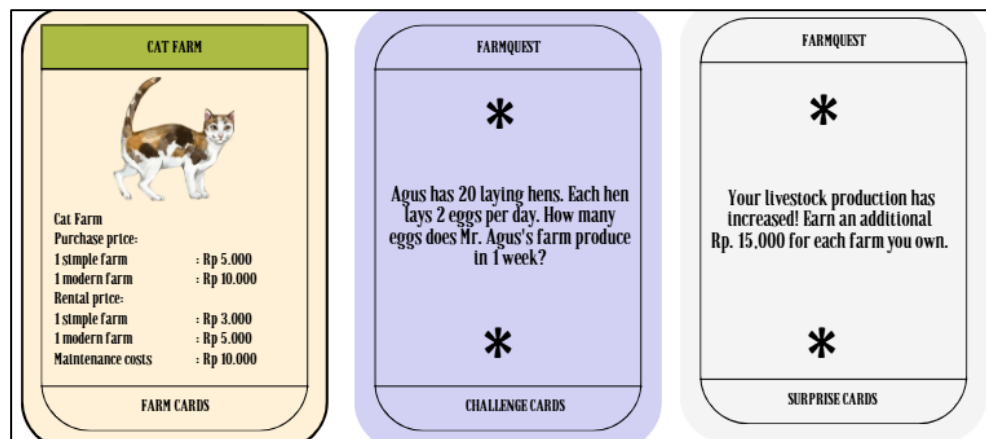 CAT FARM
Cat Farm
Purchase price:
1 simple farm : Rp 5.000
1 modern farm : Rp 10.000
Rental price:
1 simple farm : Rp 3.000
1 modern farm : Rp 5.000
Maintenance costs : Rp 10.000
FARM CARDS
FARMQUEST
*
Agus has 20 laying hens. Each hen
lays 2 eggs per day. How many
eggs does Mr. Agus's farm produce
in 1 week?
*
CHALLENGE CARDS
FARMQUEST
*
Your livestock production has
increased! Earn an additional
Rp. 15,000 for each farm you own.
*
SURPRISE CARDS